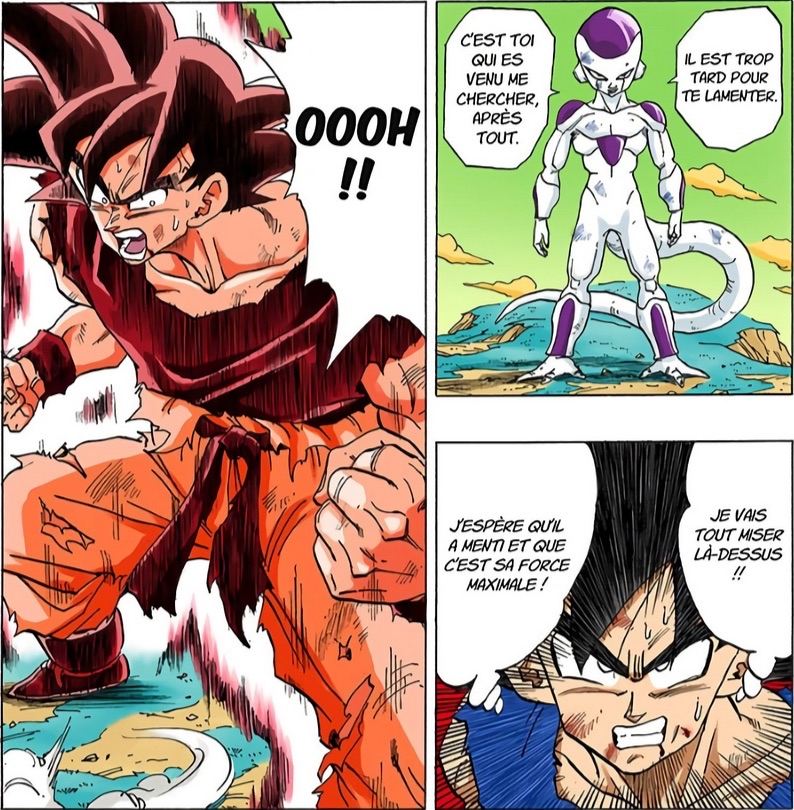 IL EST TROP
TARD POUR
TE LAMENTER.
C'EST TOI
QUI ES
VENU ME
CHERCHER,
APRÈS
TOUT.
JE VAIS
TOUT MISER
LÀ-DESSUS
!!
J'ESPÈRE QU'IL
A MENTI ET QUE
C'EST SA FORCE
MAXIMALE !
OOOH
!!